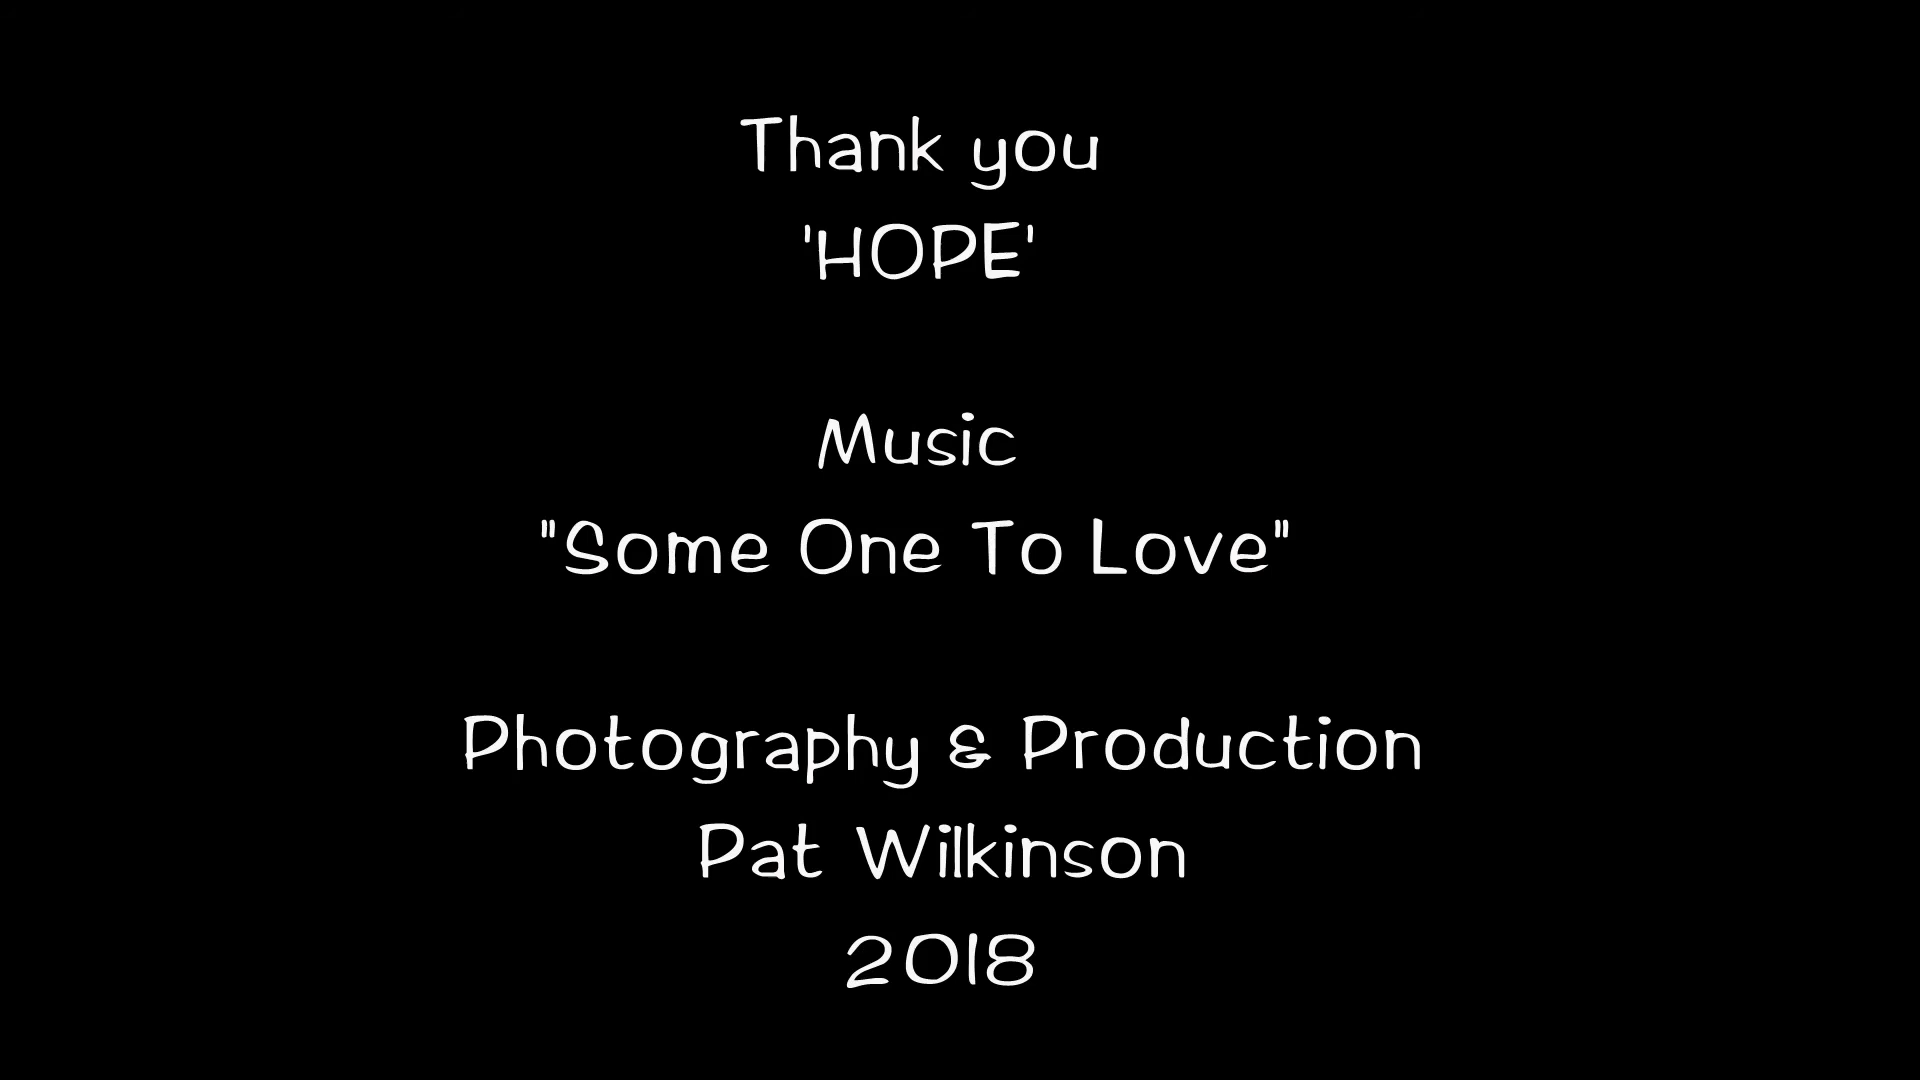 Thank you
'HOPE'
Music
"Some One To Love"
Photography & Production
Pat Wilkinson
2018